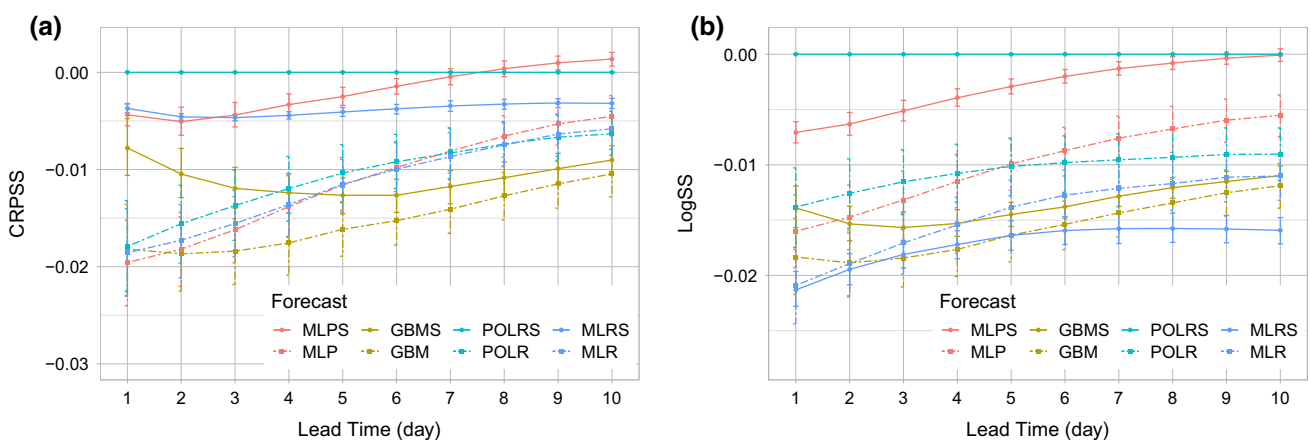 (a)
CRPSS
0.00
−0.01
−0.02
−0.03
Forecast
MLPS GBMS POLRS MLRS
MLP GBM POLR MLR
1 2 3 4 5 6 7 8 9 10
Lead Time (day)
(b)
LogSS
0.00
−0.01
−0.02
Forecast
MLPS GBMS POLRS MLRS
MLP GBM POLR MLR
1 2 3 4 5 6 7 8 9 10
Lead Time (day)